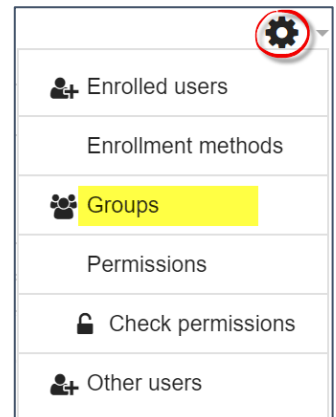 Enrolled users
Enrollment methods
Groups
Permissions
Check permissions
Other users